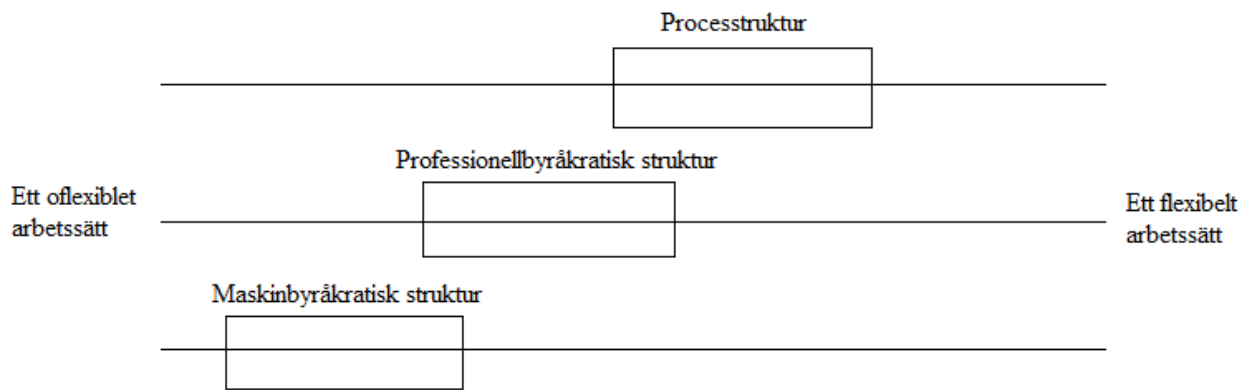 Processtruktur
Professionellbyråkratisk struktur
Ett oflexiblet
arbetssätt
Ett flexibelt
arbetssätt
Maskinbyråkratisk struktur